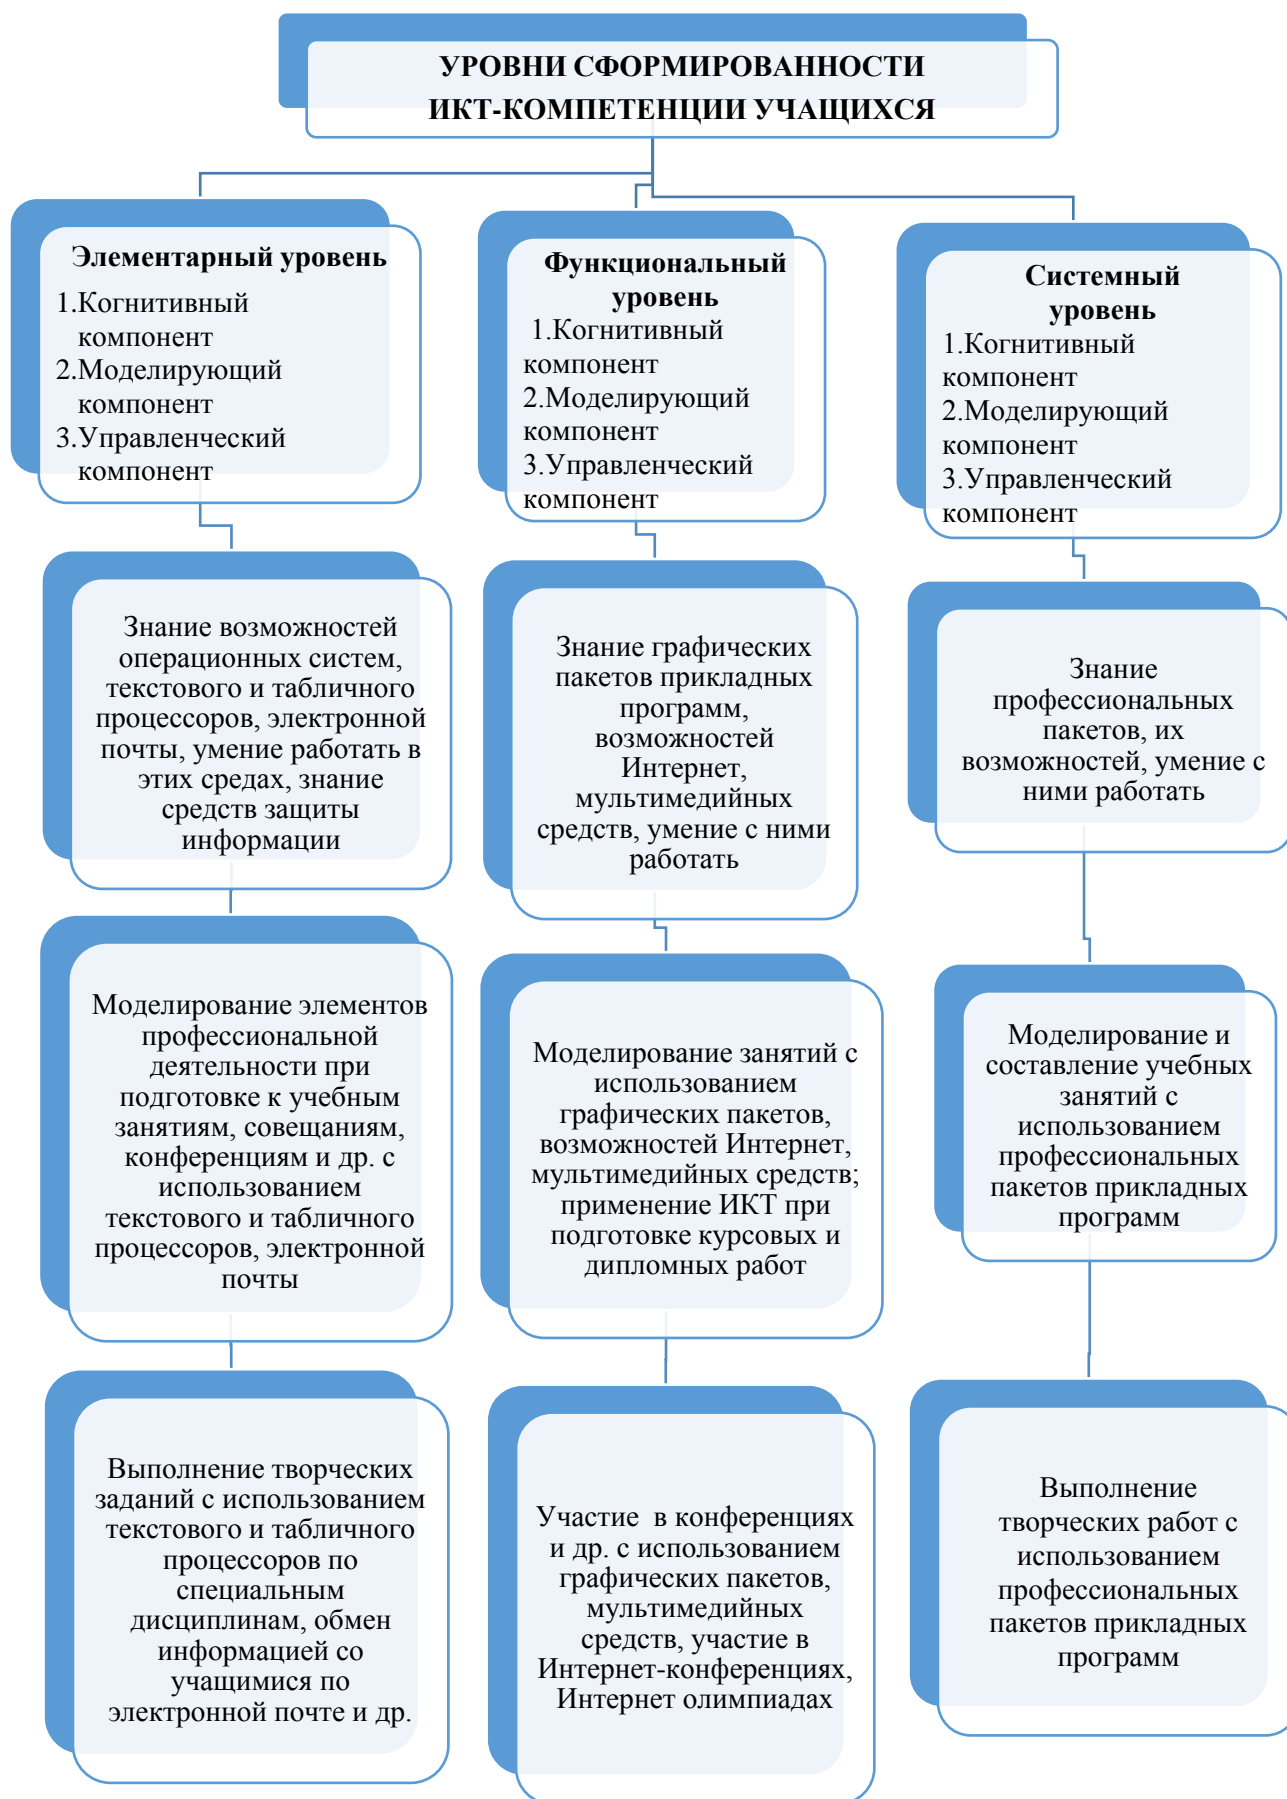 УРОВНИ СФОРМИРОВАННОСТИ
ИКТ-КОМПЕТЕНЦИИ УЧАЩИХСЯ
Элементарный уровень
1.Когнитивный
компонент
2.Моделирующий
компонент
3.Управленческий
компонент
Функциональный
уровень
1.Когнитивный
компонент
2.Моделирующий
компонент
3.Управленческий
компонент
Системный
уровень
1.Когнитивный
компонент
2.Моделирующий
компонент
3.Управленческий
компонент
Знание возможностей
операционных систем,
текстового и табличного
процессоров, электронной
почты, умение работать в
этих средах, знание
средств защиты
информации
Знание графических
пакетов прикладных
программ,
возможностей
Интернет,
мультимедийных
средств, умение с ними
работать
Знание
профессиональных
пакетов, их
возможностей, умение с
ними работать
Моделирование элементов
профессиональной
деятельности при
подготовке к учебным
занятиям, совещаниям,
конференциям и др. с
использованием
текстового и табличного
процессоров, электронной
почты
Моделирование занятий с
использованием
графических пакетов,
возможностей Интернет,
мультимедийных средств;
применение ИКТ при
подготовке курсовых и
дипломных работ
Моделирование и
составление учебных
занятий с
использованием
профессиональных
пакетов прикладных
программ
Выполнение творческих
заданий с использованием
текстового и табличного
процессоров по
специальным
дисциплинам, обмен
информацией со
учащимися по
электронной почте и др.
Участие в конференциях
и др. с использованием
графических пакетов,
мультимедийных
средств, участие в
Интернет-конференциях,
Интернет олимпиадах
Выполнение
творческих работ с
использованием
профессиональных
пакетов прикладных
программ